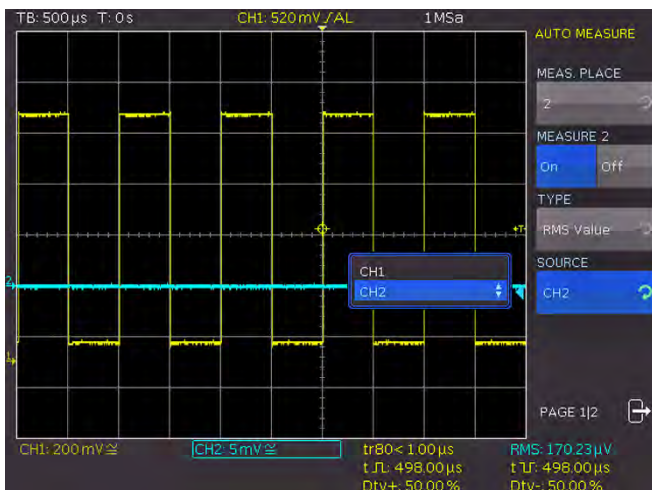 TB: 500µs T: 0s CH1: 520mV / AL 1MSa
AUTO MEASURE
MEAS. PLACE
2
MEASURE 2
On Off
TYPE
RMS Value
SOURCE
CH2
CH1
CH2
T
2
1
PAGE 1|2
CH1: 200mV≅ CH2: 5mV≅ tr80< 1.00µs RMS: 170.23µV
t: 498.00µs t: 498.00µs
Dty+: 50.00% Dty-: 50.00%